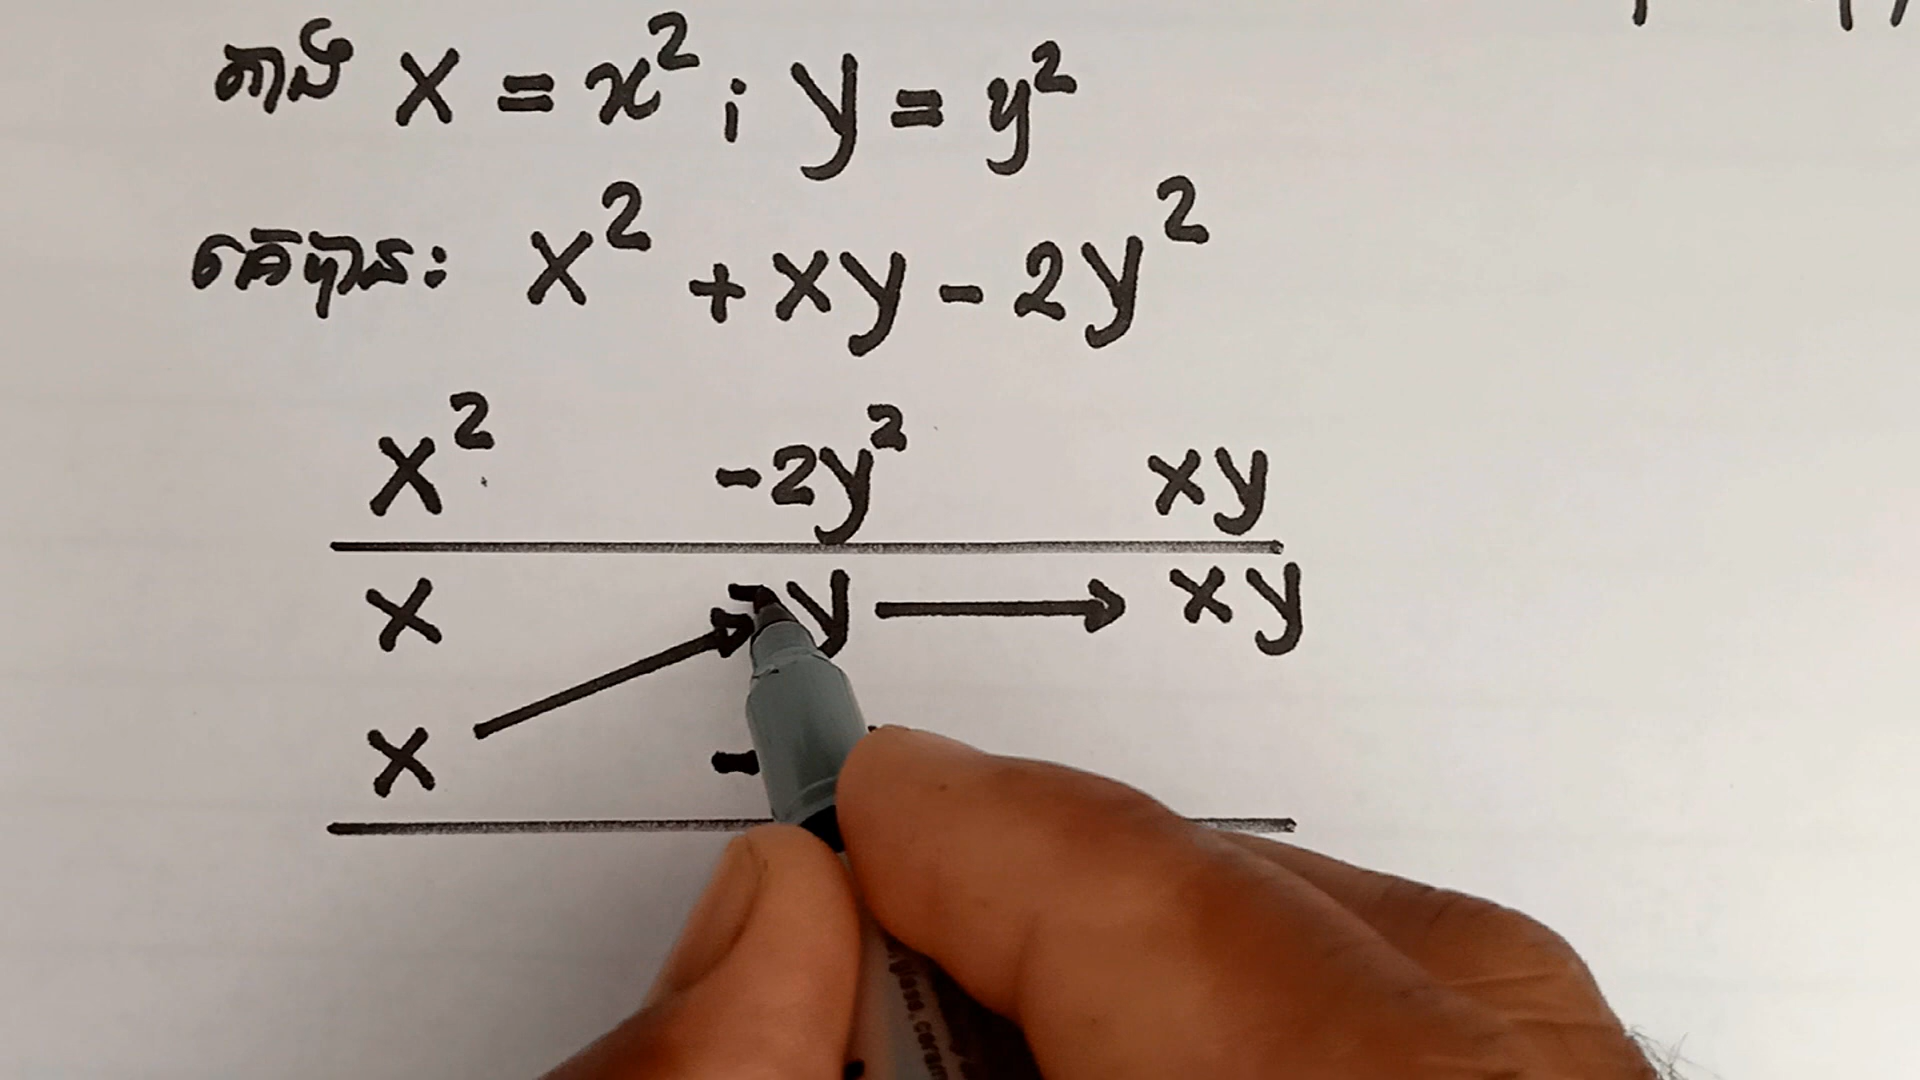 តាង X = x² ; Y = y²
គេបាន: X² + XY - 2Y²
X² -2Y² XY
X Y → XY
X -